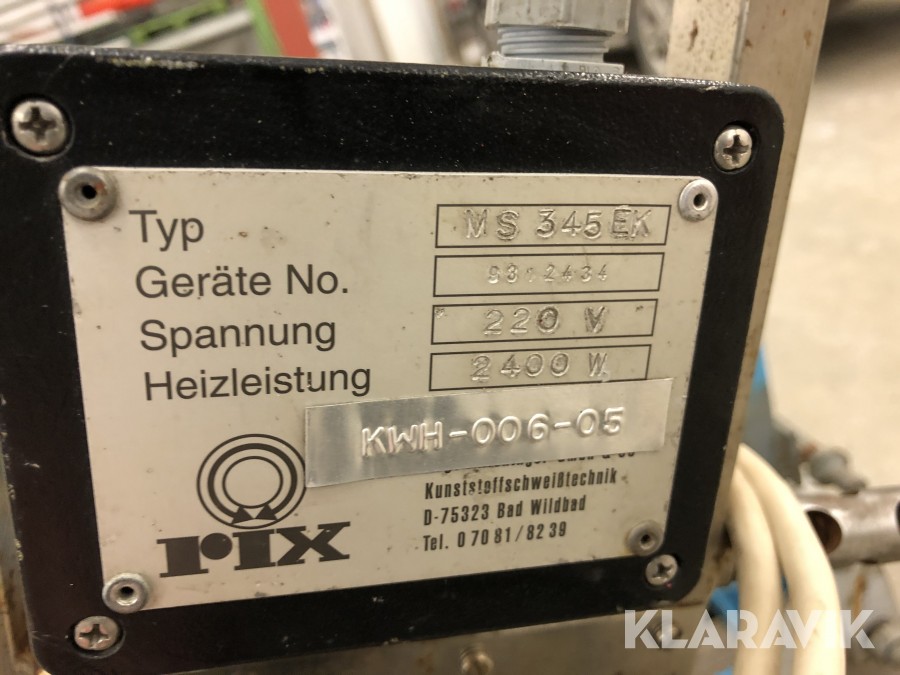 Typ MS 345 EK
Geräte No.
Spannung 220 V
Heizleistung 2400 W
KWH-006-05
Kunststoffschweißtechnik
D-75323 Bad Wildbad
Tel. 0 70 81 / 82 39
rix
KLARAVIK